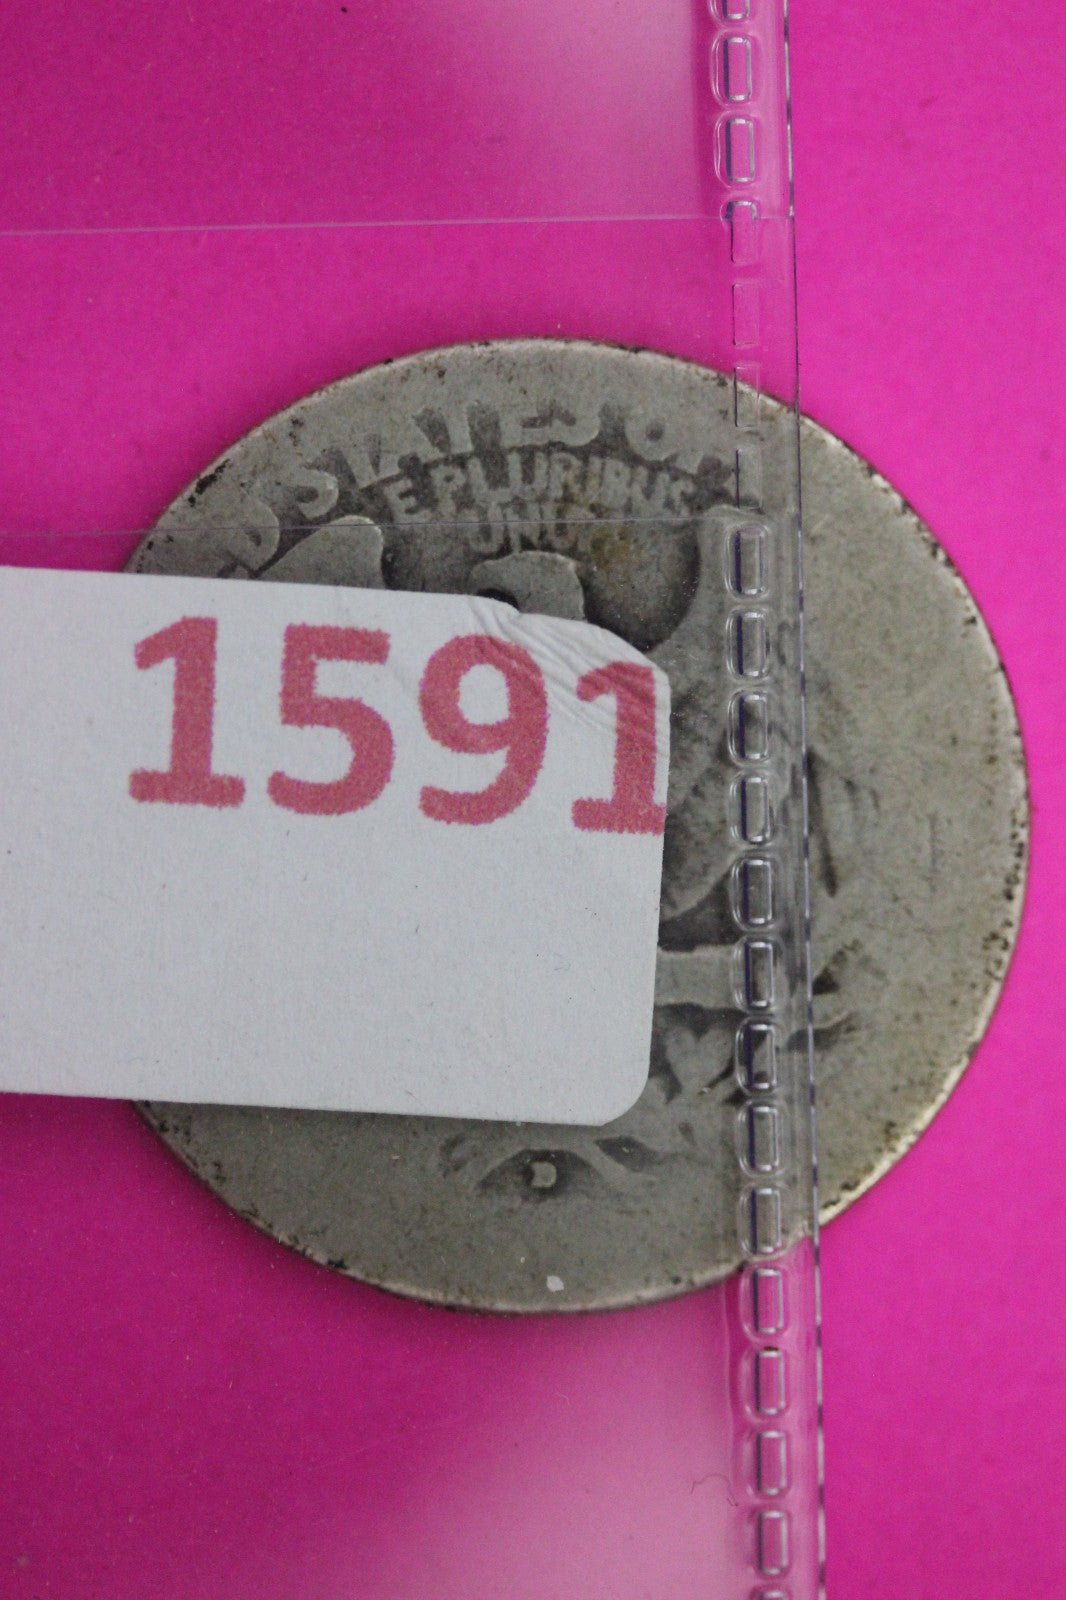 D STATES OF
E PLURIBUS
UNUM
1591
D